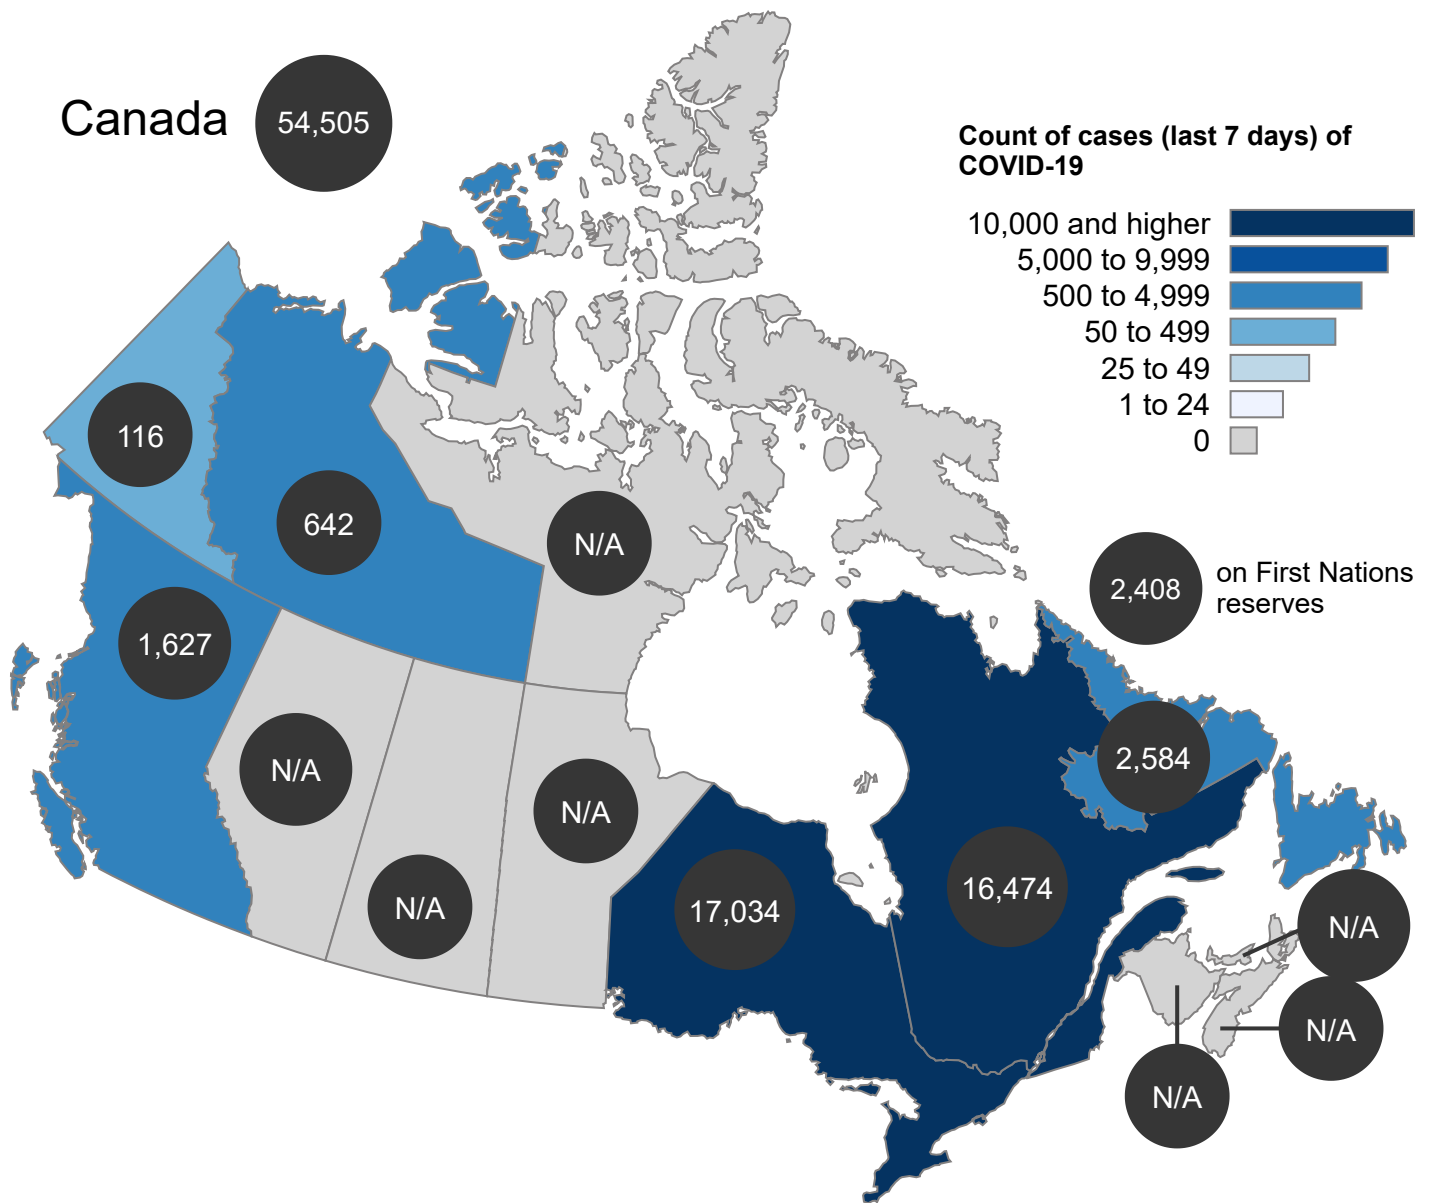 Canada
54,505
Count of cases (last 7 days) of
COVID-19
10,000 and higher
5,000 to 9,999
500 to 4,999
50 to 499
25 to 49
1 to 24
0
116
642
N/A
2,408
on First Nations
reserves
1,627
2,584
N/A
N/A
N/A
17,034
16,474
N/A
N/A
N/A